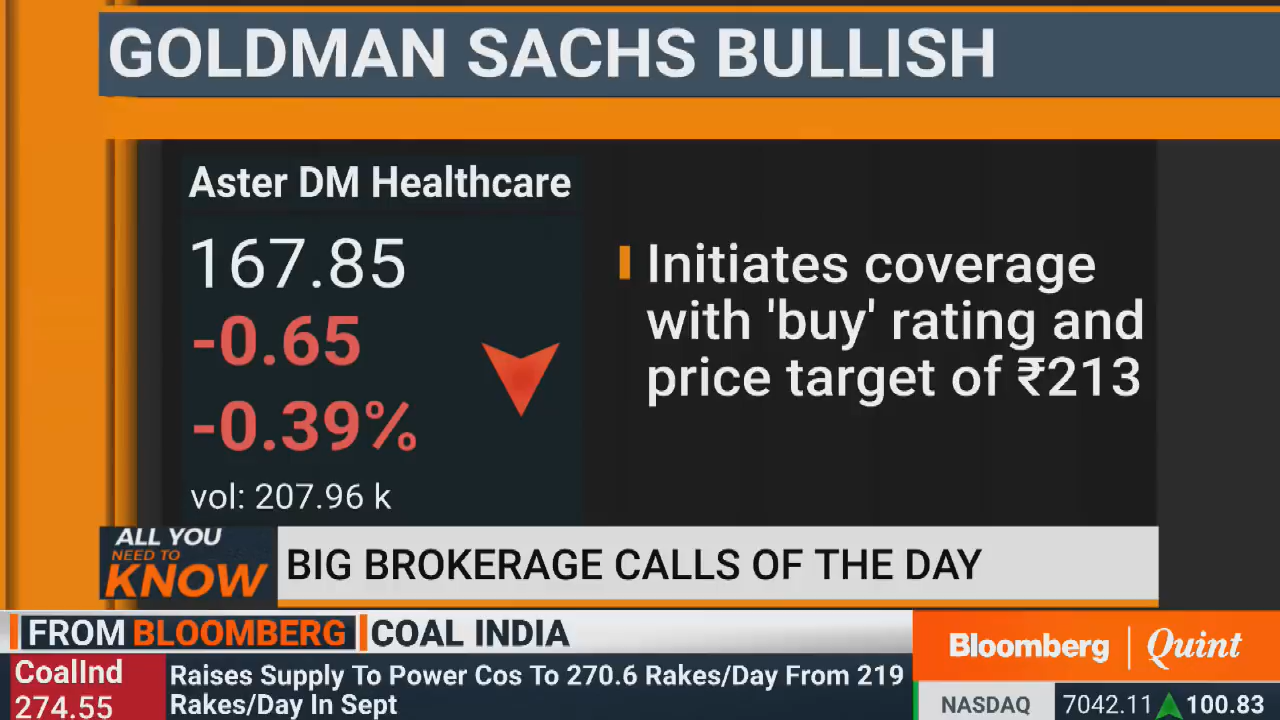 GOLDMAN SACHS BULLISH
Aster DM Healthcare
167.85
-0.65
-0.39%
vol: 207.96 k
Initiates coverage
with 'buy' rating and
price target of ₹213
ALL YOU
NEED TO
KNOW
BIG BROKERAGE CALLS OF THE DAY
FROM BLOOMBERG
COAL INDIA
CoalInd
274.55
Raises Supply To Power Cos To 270.6 Rakes/Day From 219
Rakes/Day In Sept
Bloomberg | Quint
NASDAQ 7042.11 100.83